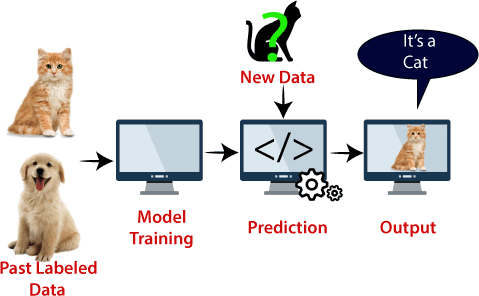 It's a
Cat
?
New Data
</>
Model
Training
Prediction
Output
Past Labeled
Data